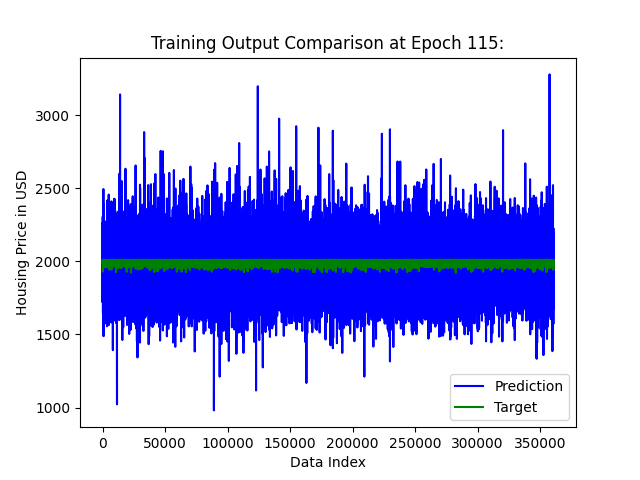 Training Output Comparison at Epoch 115:
Housing Price in USD
3000
2500
2000
1500
1000
Prediction
Target
0 50000 100000 150000 200000 250000 300000 350000
Data Index